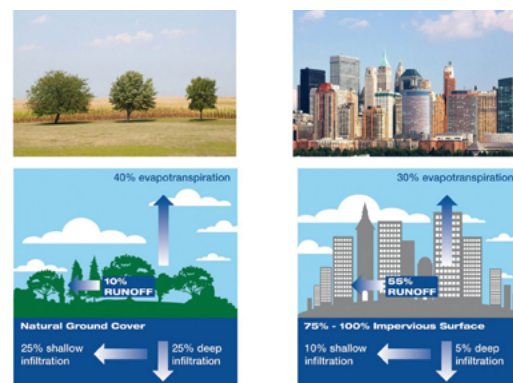 40% evapotranspiration
10%
RUNOFF
Natural Ground Cover
25% shallow
infiltration
25% deep
infiltration
30% evapotranspiration
55%
RUNOFF
75% - 100% Impervious Surface
10% shallow
infiltration
5% deep
infiltration